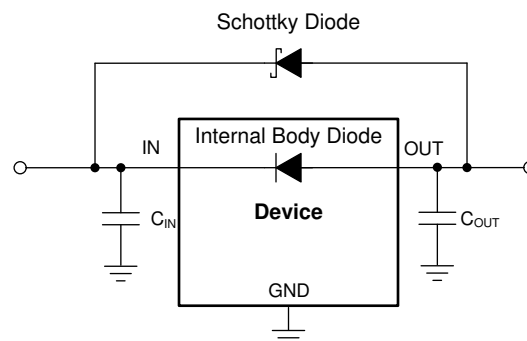 Schottky Diode
IN
Internal Body Diode
OUT
CIN
Device
COUT
GND